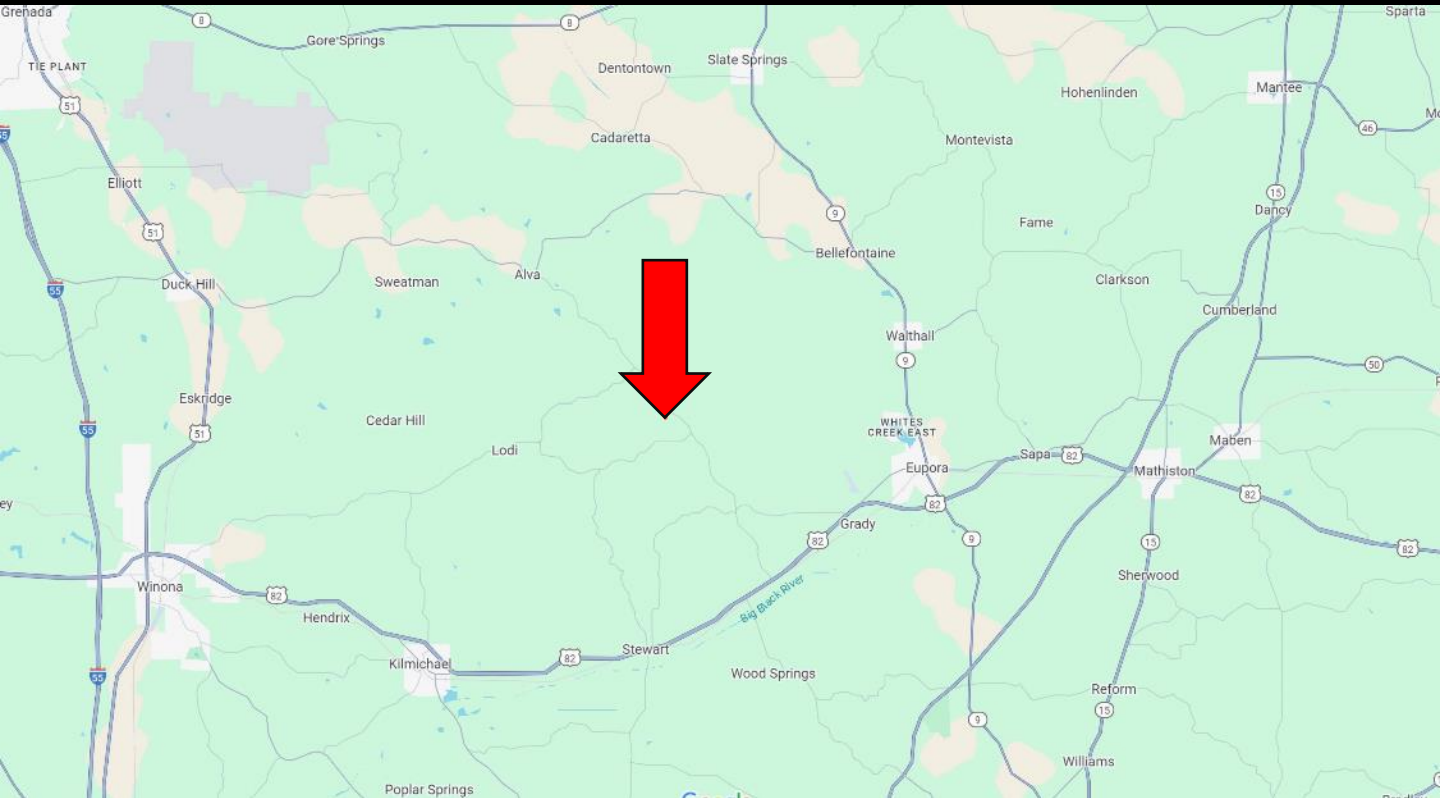 Grenada
8
8
Sparta
Gore Springs
TIE PLANT
Dentontown
Slate Springs
Mantee
Hohenlinden
51
46
55
Cadaretta
Montevista
Elliott
15
Dancy
9
51
Fame
Bellefontaine
Duck Hill
Sweatman
Alva
Clarkson
55
Cumberland
Walthall
9
50
Eskridge
Cedar Hill
WHITES
CREEK EAST
55
51
Lodi
Maben
Sapa
82
Eupora
Mathiston
82
82
Grady
82
9
15
82
Winona
82
Sherwood
Big Black River
Hendrix
Stewart
Kilmichael
82
Wood Springs
55
Reform
15
9
Williams
Poplar Springs